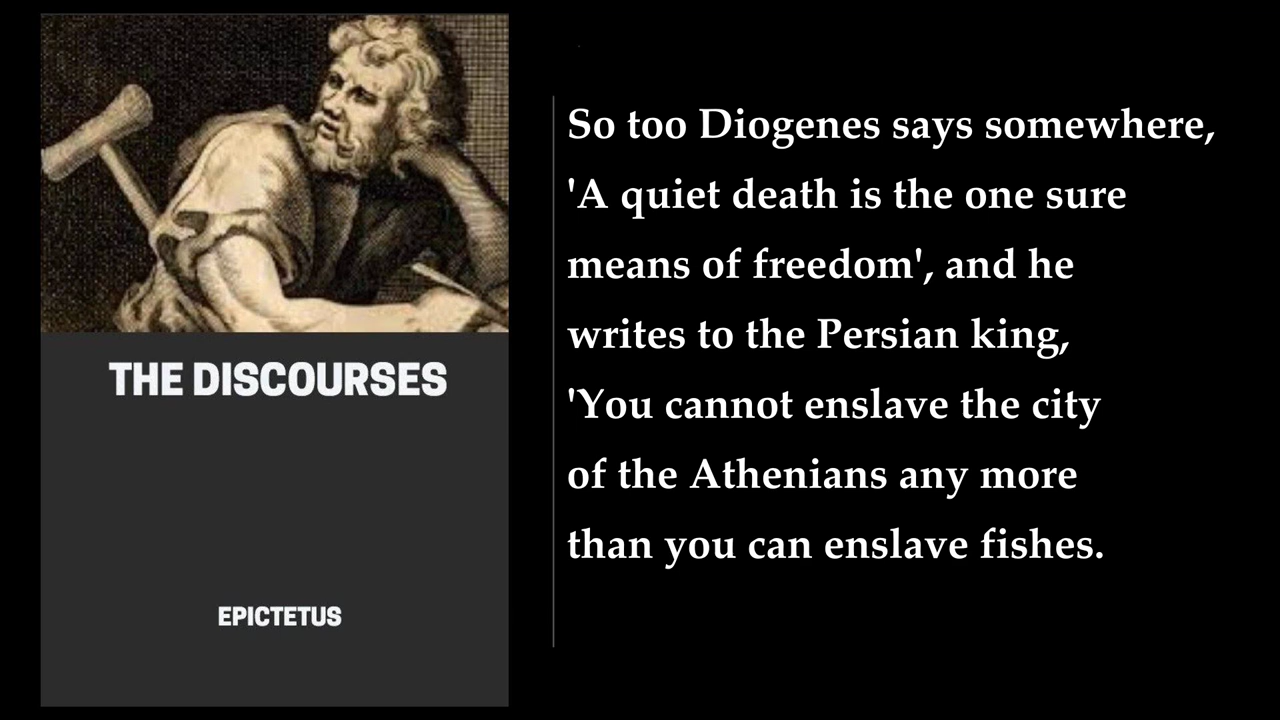 THE DISCOURSES
EPICTETUS
So too Diogenes says somewhere,
'A quiet death is the one sure
means of freedom', and he
writes to the Persian king,
'You cannot enslave the city
of the Athenians any more
than you can enslave fishes.